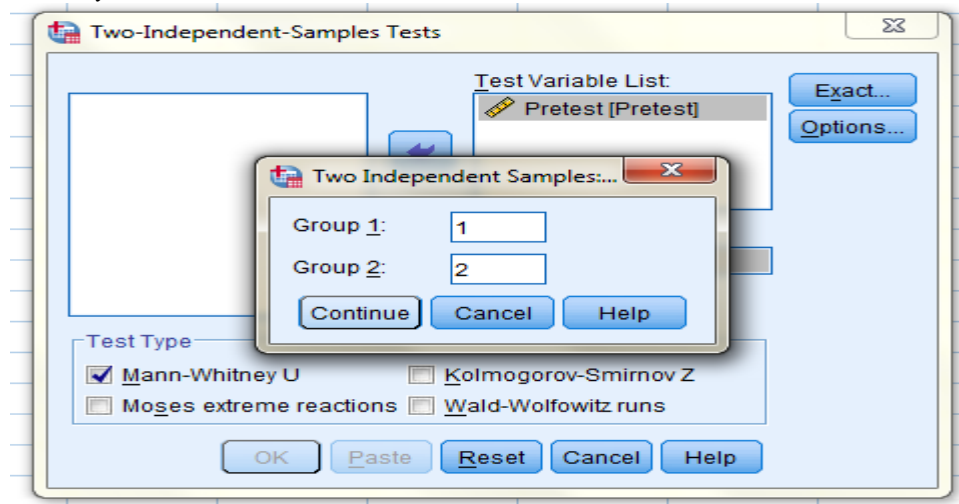 Two-Independent-Samples Tests
Test Variable List:
Pretest [Pretest]
Exact...
Options...
Two Independent Samples:...
Group 1:
1
Group 2:
2
Continue Cancel Help
Test Type
Mann-Whitney U Kolmogorov-Smirnov Z
Moses extreme reactions Wald-Wolfowitz runs
OK Paste Reset Cancel Help